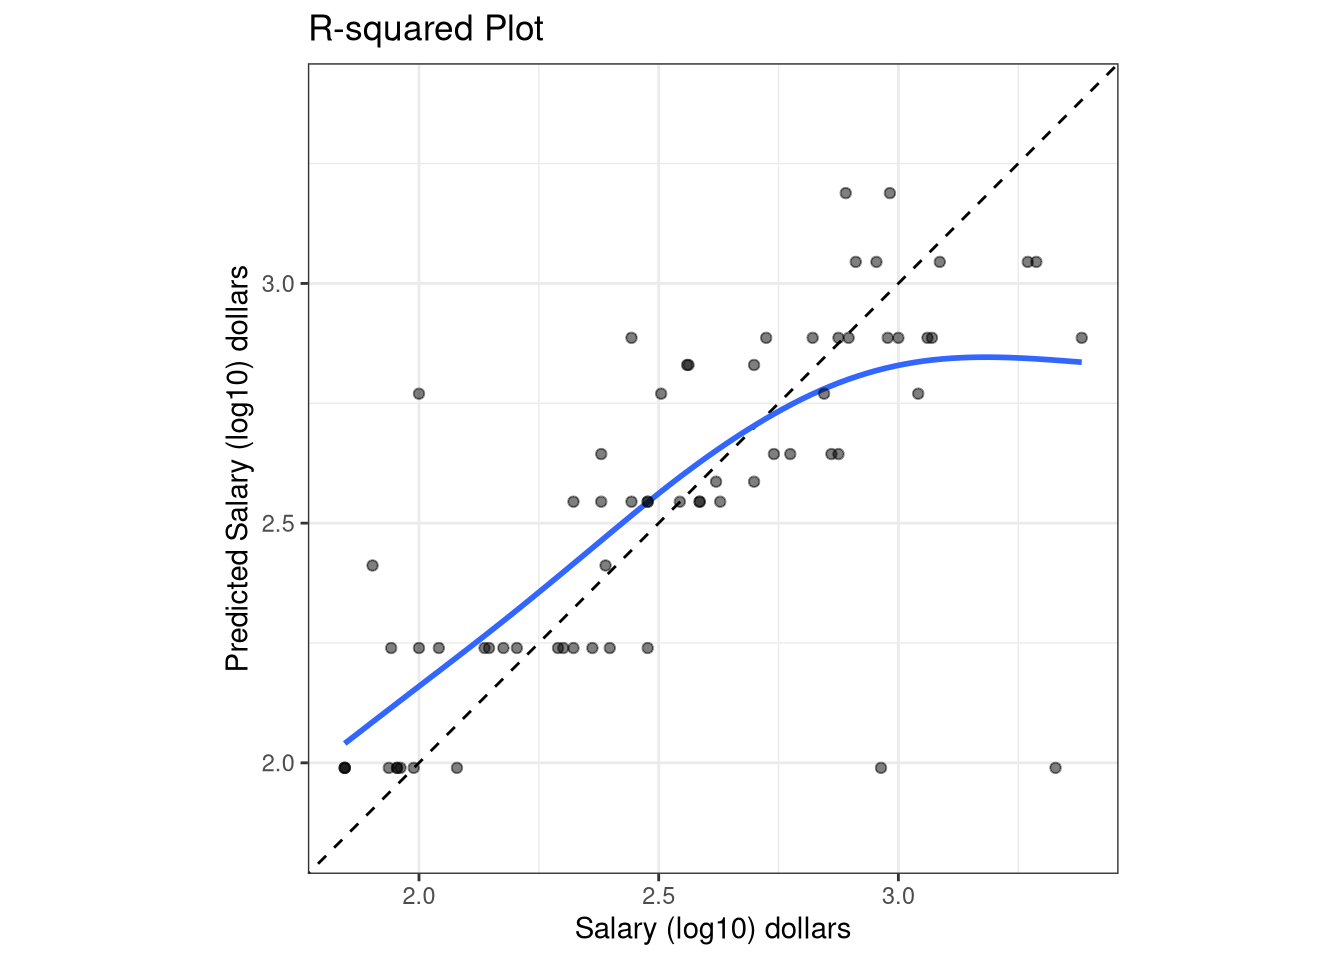 R-squared Plot
Predicted Salary (log10) dollars
3.0
2.5
2.0
2.0 2.5 3.0
Salary (log10) dollars